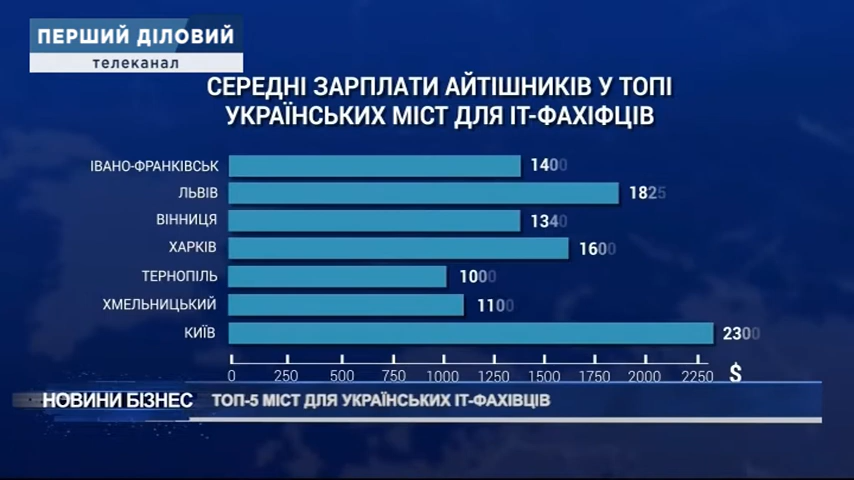 ПЕРШИЙ ДІЛОВИЙ
телеканал
СЕРЕДНІ ЗАРПЛАТИ АЙТІШНИКІВ У ТОПІ
УКРАЇНСЬКИХ МІСТ ДЛЯ ІТ-ФАХІФЦІВ
ІВАНО-ФРАНКІВСЬК 1400
ЛЬВІВ 1825
ВІННИЦЯ 1340
ХАРКІВ 1600
ТЕРНОПІЛЬ 1000
ХМЕЛЬНИЦЬКИЙ 1100
КИЇВ 2300
0 250 500 750 1000 1250 1500 1750 2000 2250 $
НОВИНИ БІЗНЕС ТОП-5 МІСТ ДЛЯ УКРАЇНСЬКИХ ІТ-ФАХІВЦІВ